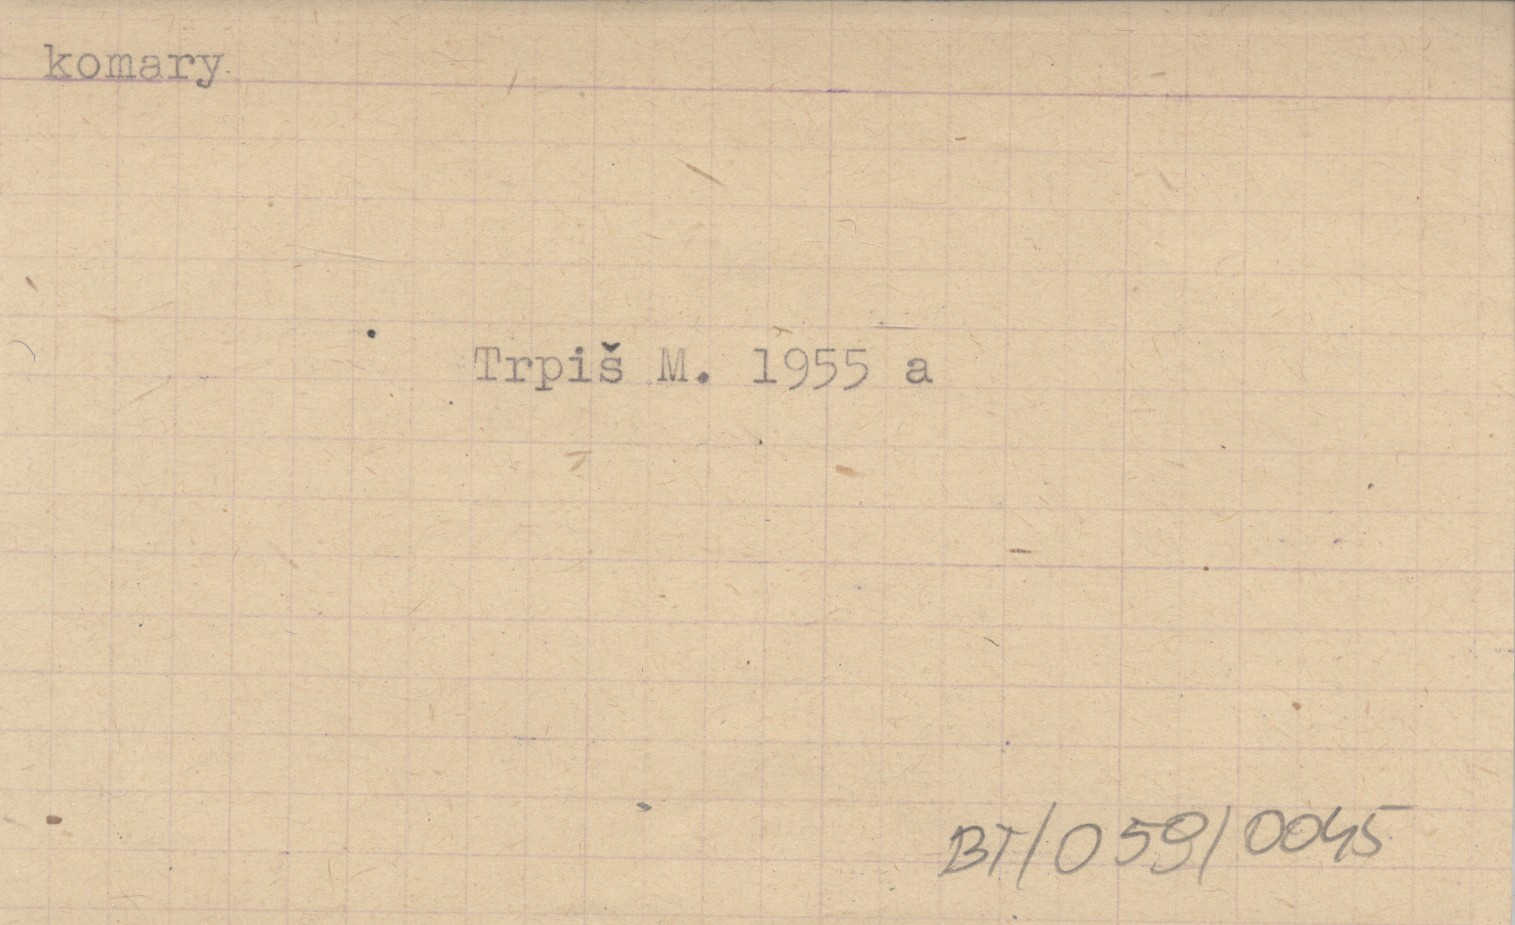 komary
Trpiš M. 1955 a
BT/059/0045